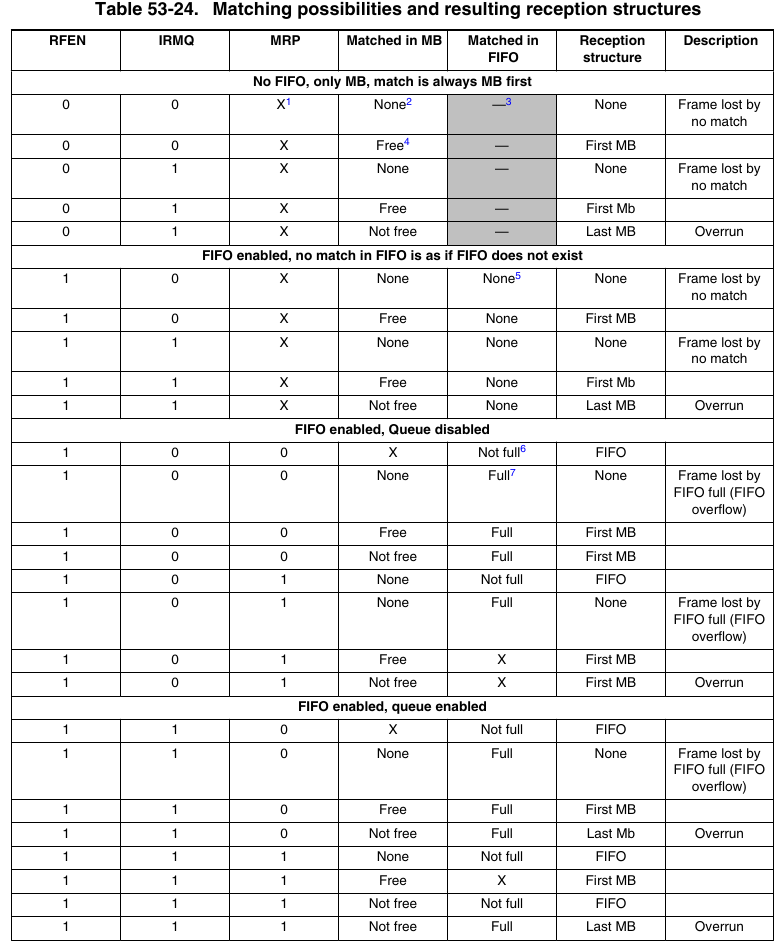 Table 53-24. Matching possibilities and resulting reception structures
RFEN IRMQ MRP Matched in MB Matched in FIFO Reception structure Description
No FIFO, only MB, match is always MB first
0 0 X1 None2 —3 None Frame lost by no match
0 0 X Free4 — First MB
0 1 X None — None Frame lost by no match
0 1 X Free — First Mb
0 1 X Not free — Last MB Overrun
FIFO enabled, no match in FIFO is as if FIFO does not exist
1 0 X None None5 None Frame lost by no match
1 0 X Free None First MB
1 1 X None None None Frame lost by no match
1 1 X Free None First Mb
1 1 X Not free None Last MB Overrun
FIFO enabled, Queue disabled
1 0 0 X Not full6 FIFO
1 0 0 None Full7 None Frame lost by FIFO full (FIFO overflow)
1 0 0 Free Full First MB
1 0 0 Not free Full First MB
1 0 1 None Not full FIFO
1 0 1 None Full None Frame lost by FIFO full (FIFO overflow)
1 0 1 Free X First MB
1 0 1 Not free X First MB Overrun
FIFO enabled, queue enabled
1 1 0 X Not full FIFO
1 1 0 None Full None Frame lost by FIFO full (FIFO overflow)
1 1 0 Free Full First MB
1 1 0 Not free Full Last Mb Overrun
1 1 1 None Not full FIFO
1 1 1 Free X First MB
1 1 1 Not free Not full FIFO
1 1 1 Not free Full Last MB Overrun